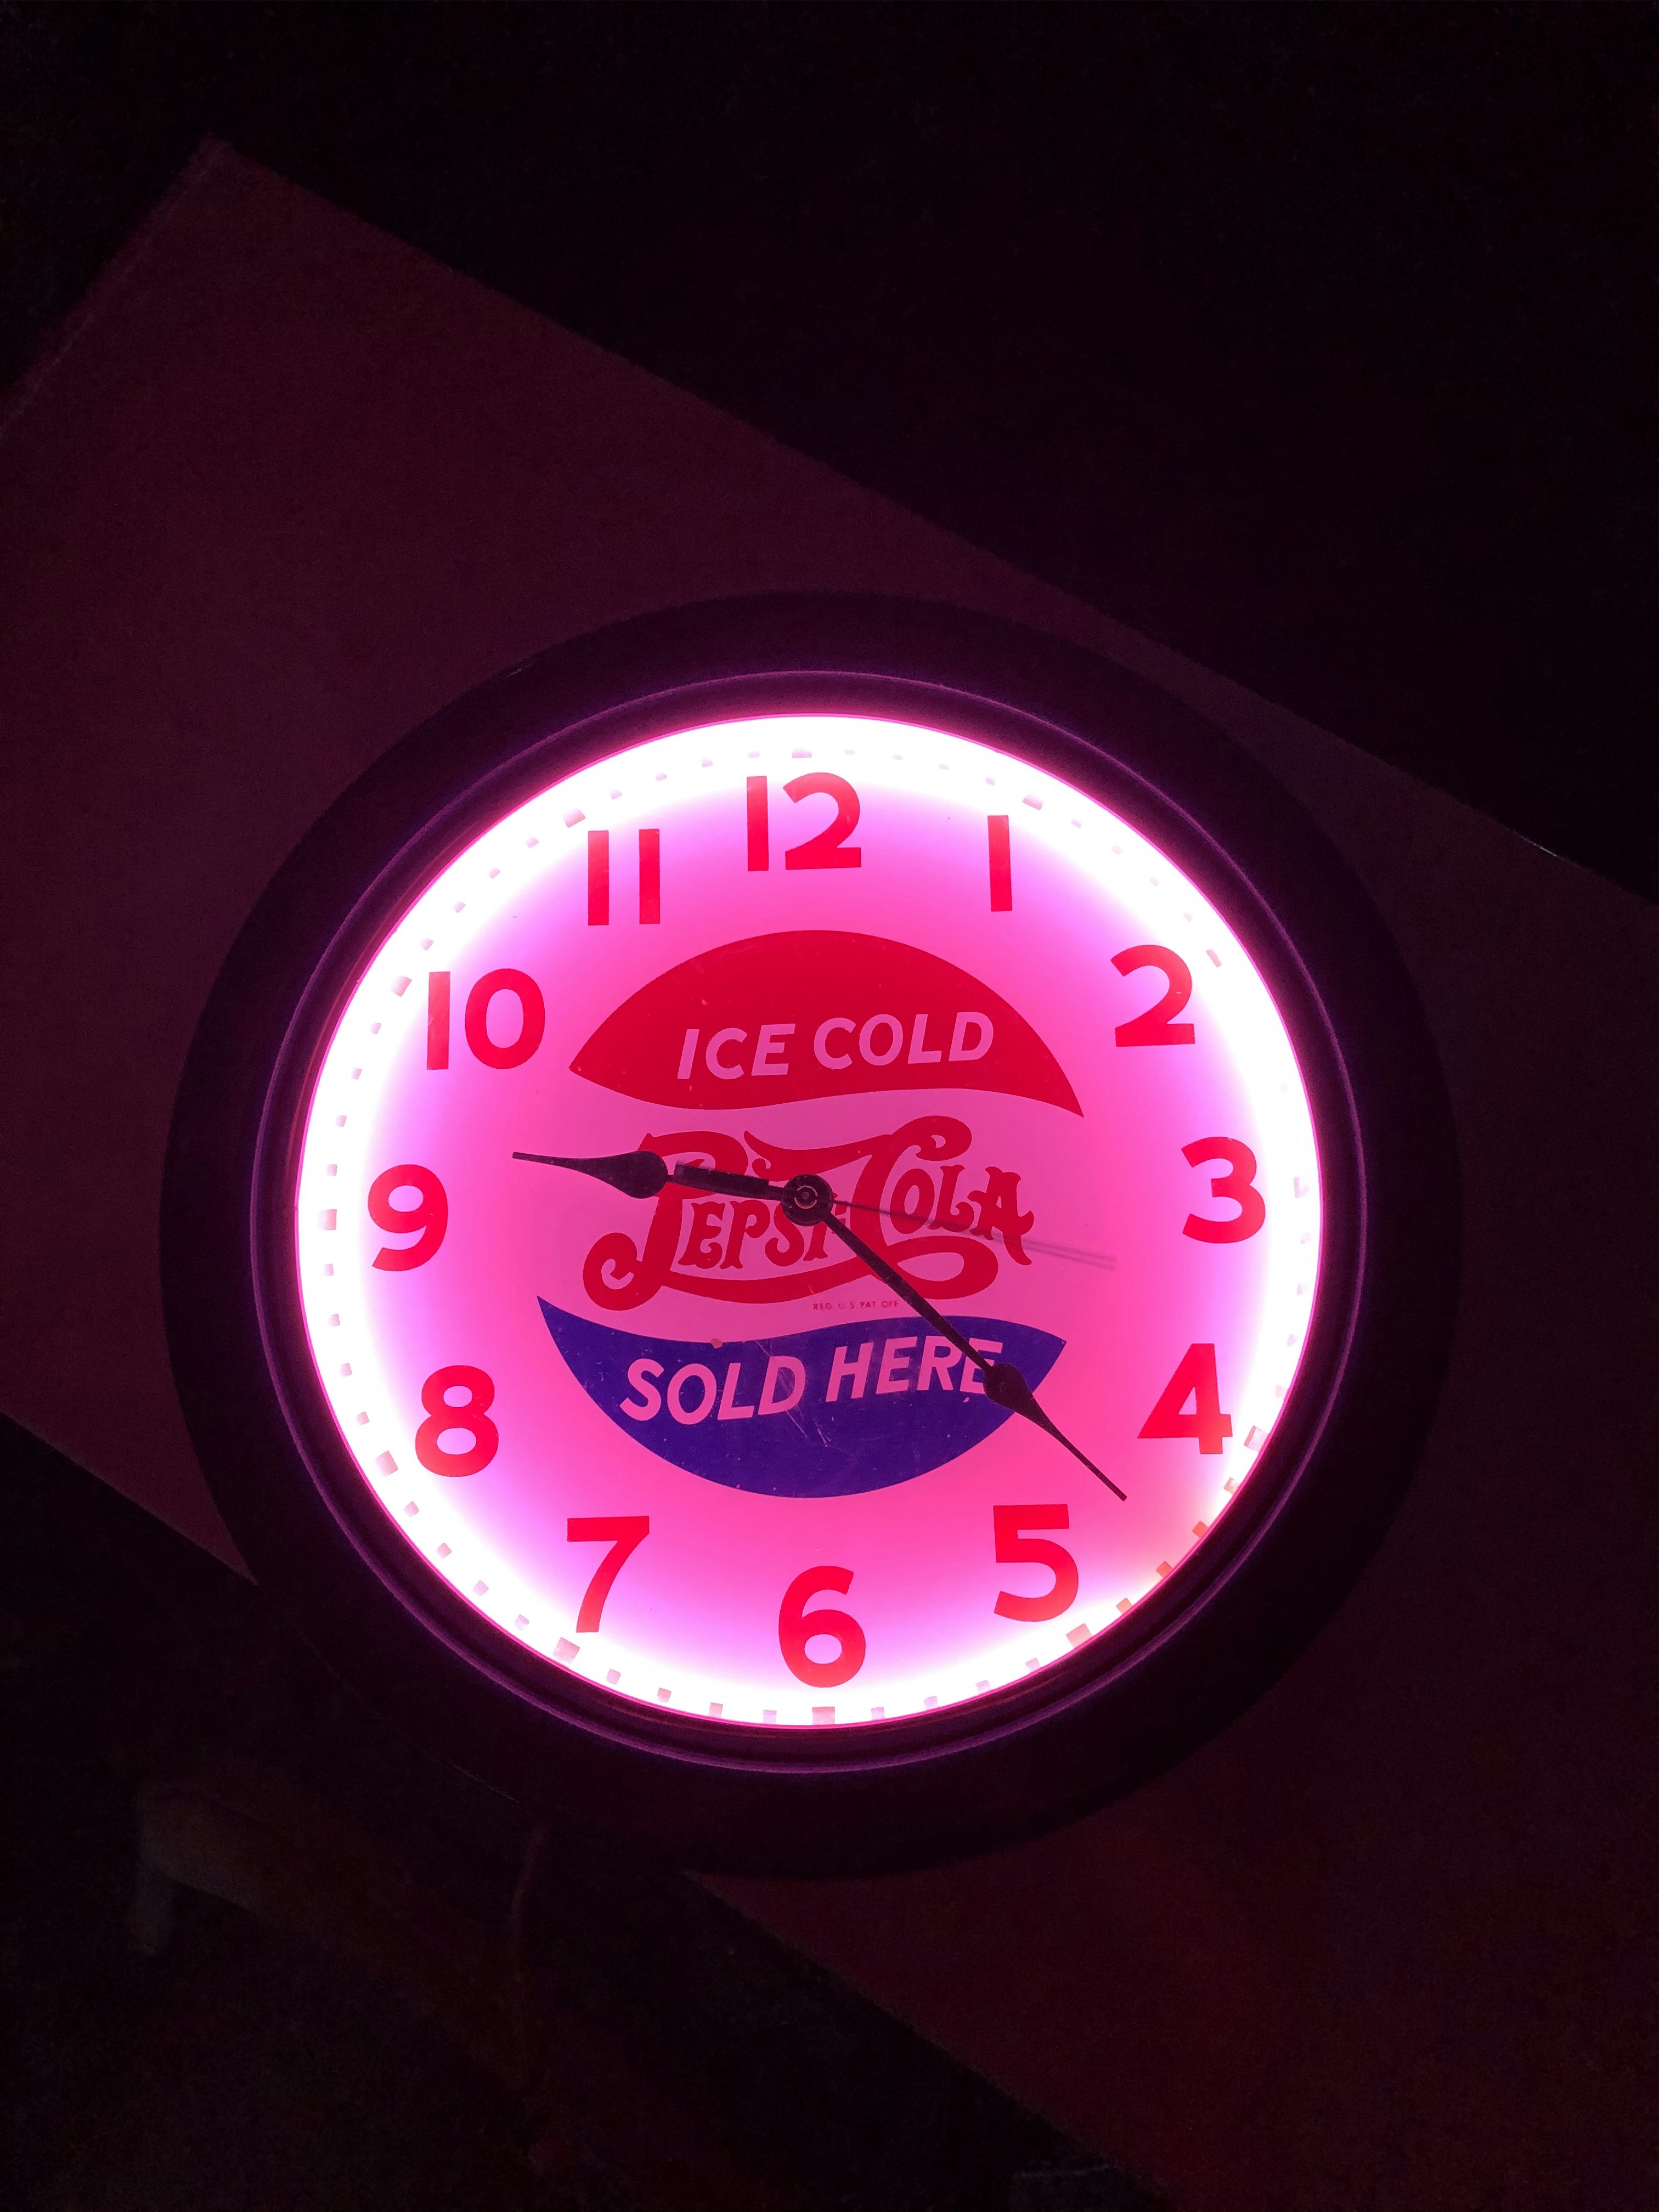 12
11 1
10 2
ICE COLD
PEPSI-COLA
9 3
REG. U.S. PAT. OFF.
SOLD HERE
8 4
7 5
6